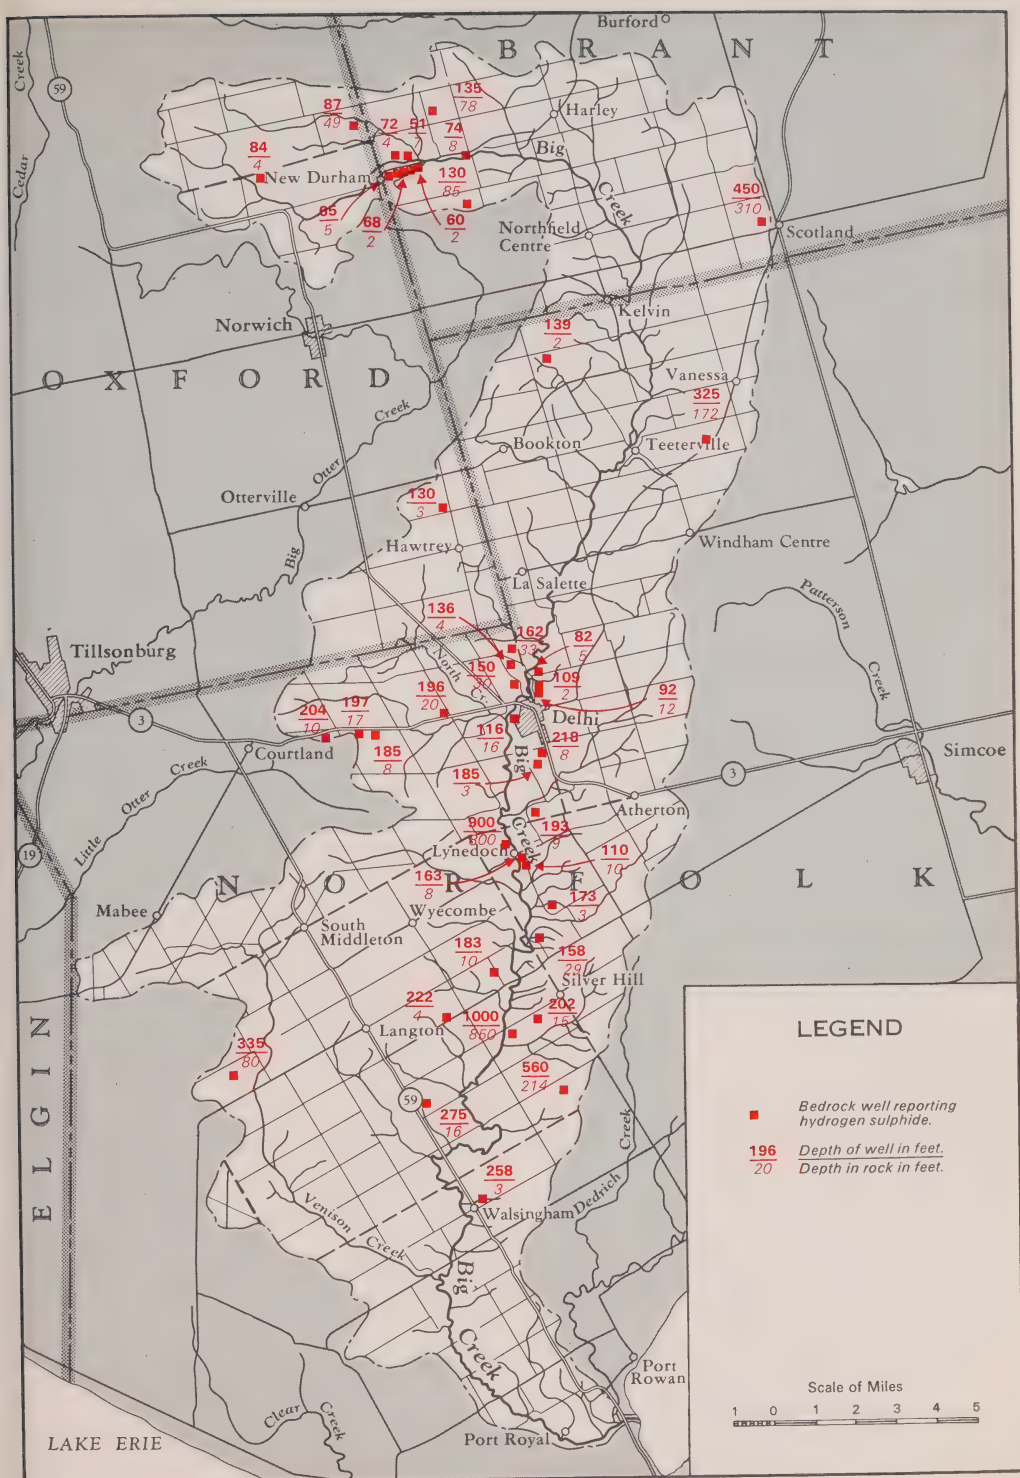 Burford
B R A N T
Creek
59
Cedar
135
78
87
49
72
4
51
74
8
Harley
84
4
Big
Creek
New Durham
130
85
85
5
68
2
60
2
450
310
Scotland
Northfield
Centre
Kelvin
Norwich
139
2
O X F O R D
Vanessa
325
172
Creek
Otter
Big
Bookton
Teeterville
Otterville
130
3
Hawtrey
Windham Centre
La Salette
Patterson
Creek
136
4
162
33
82
5
Tillsonburg
North
Cr.
150
109
2
92
12
196
20
204
10
197
17
3
Delhi
116
16
218
8
Big
Creek
185
8
Courtland
185
3
3
Simcoe
Little
Otter
Creek
Atherton
19
900
800
193
9
Lynedoch
110
10
163
8
N O R F O L K
173
3
Mabee
South
Middleton
Wyecombe
183
10
158
29
Silver Hill
222
4
1000
850
202
15
Langton
335
80
560
214
59
275
16
Creek
Dedrich
E L G I N
258
3
Walsingham
Venison
Creek
Big
Creek
Port
Rowan
Clear
Creek
Port Royal
LAKE ERIE
LEGEND
Bedrock well reporting
hydrogen sulphide.
196
20
Depth of well in feet.
Depth in rock in feet.
Scale of Miles
1 0 1 2 3 4 5